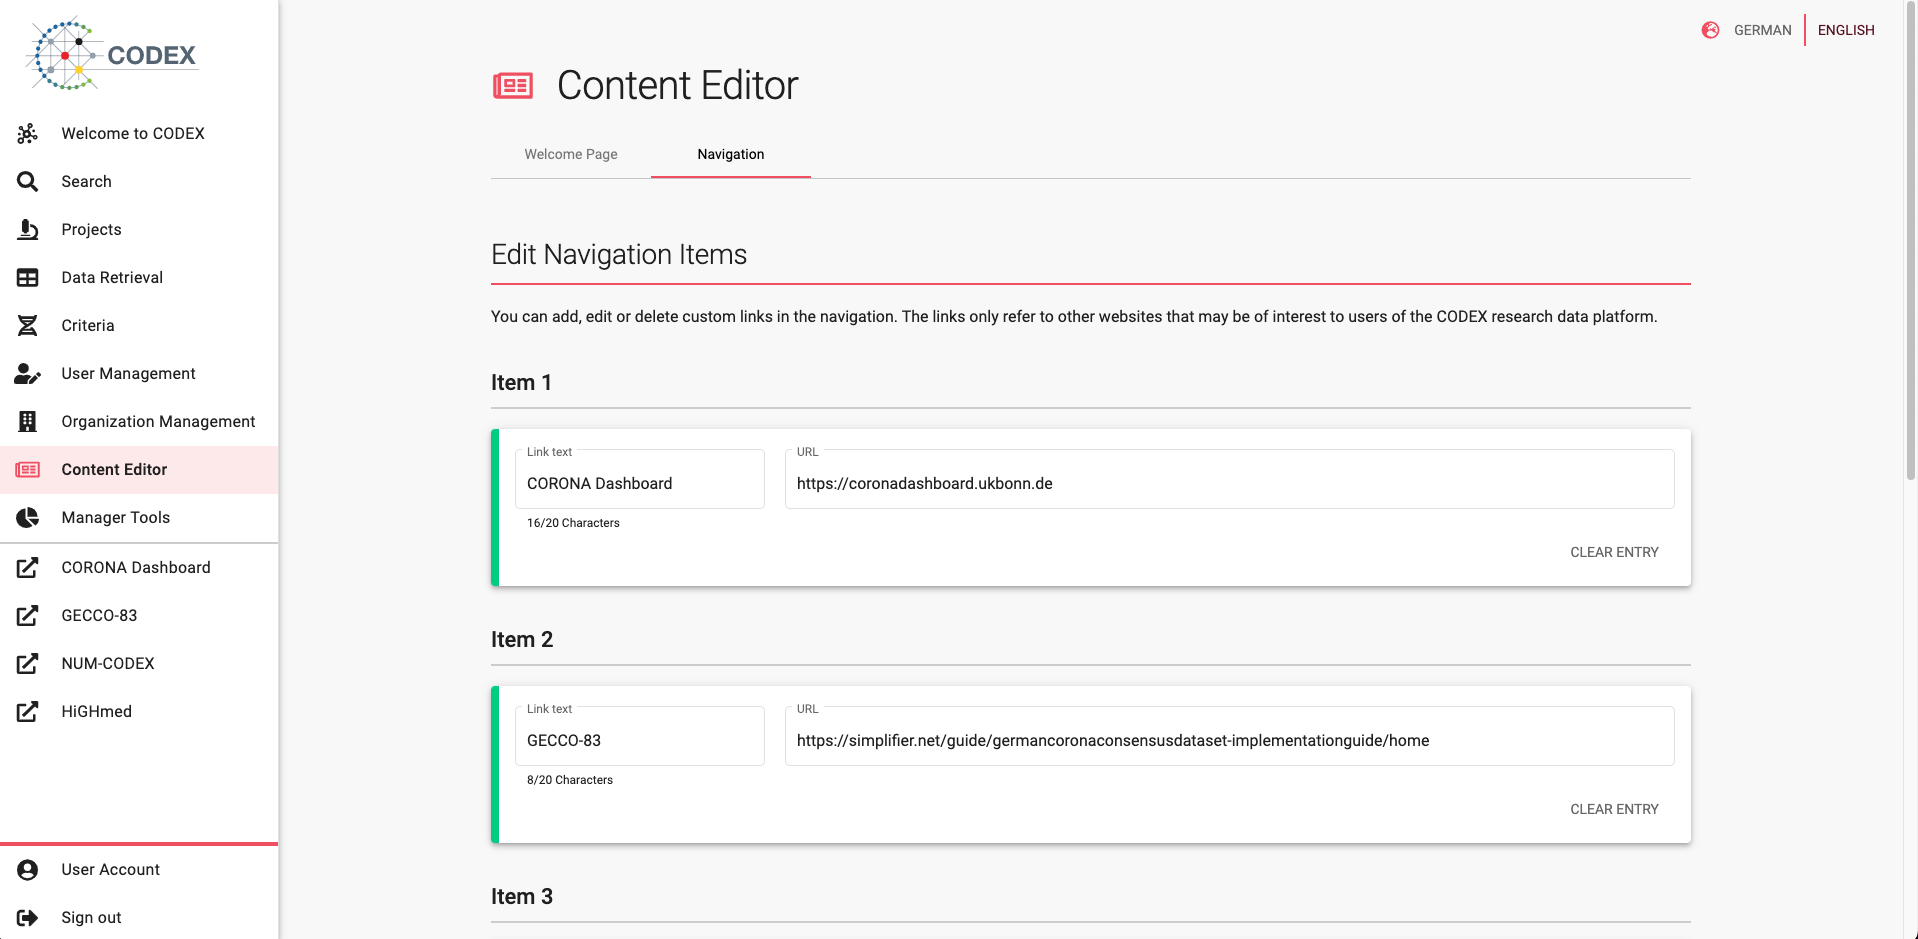 CODEX
Welcome to CODEX
Search
Projects
Data Retrieval
Criteria
User Management
Organization Management
Content Editor
Manager Tools
CORONA Dashboard
GECCO-83
NUM-CODEX
HiGHmed
User Account
Sign out
GERMAN ENGLISH
Content Editor
Welcome Page Navigation
Edit Navigation Items
You can add, edit or delete custom links in the navigation. The links only refer to other websites that may be of interest to users of the CODEX research data platform.
Item 1
Link text URL
CORONA Dashboard https://coronadashboard.ukbonn.de
16/20 Characters
CLEAR ENTRY
Item 2
Link text URL
GECCO-83 https://simplifier.net/guide/germancoronaconsensusdataset-implementationguide/home
8/20 Characters
CLEAR ENTRY
Item 3